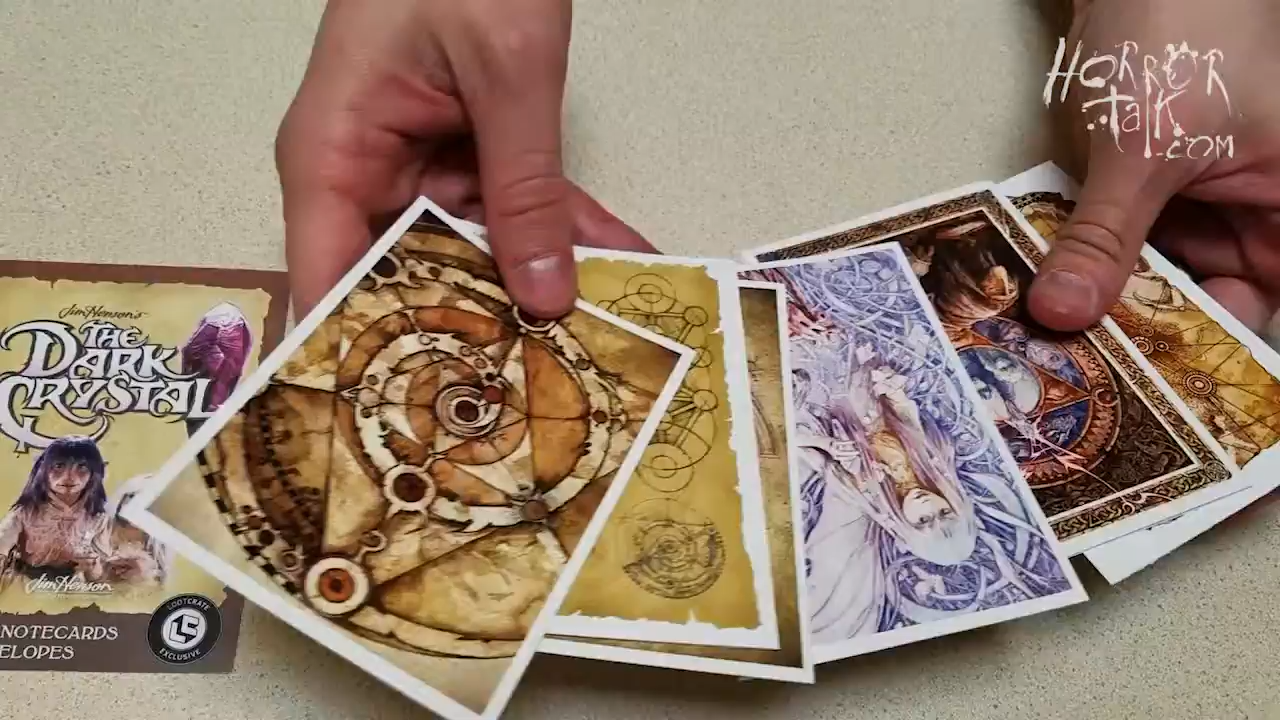 HORROR
TALK
.COM
Jim Henson's
THE
DARK
CRYSTAL
Jim Henson
NOTECARDS
ELOPES
LOOTCRATE
LC
EXCLUSIVE